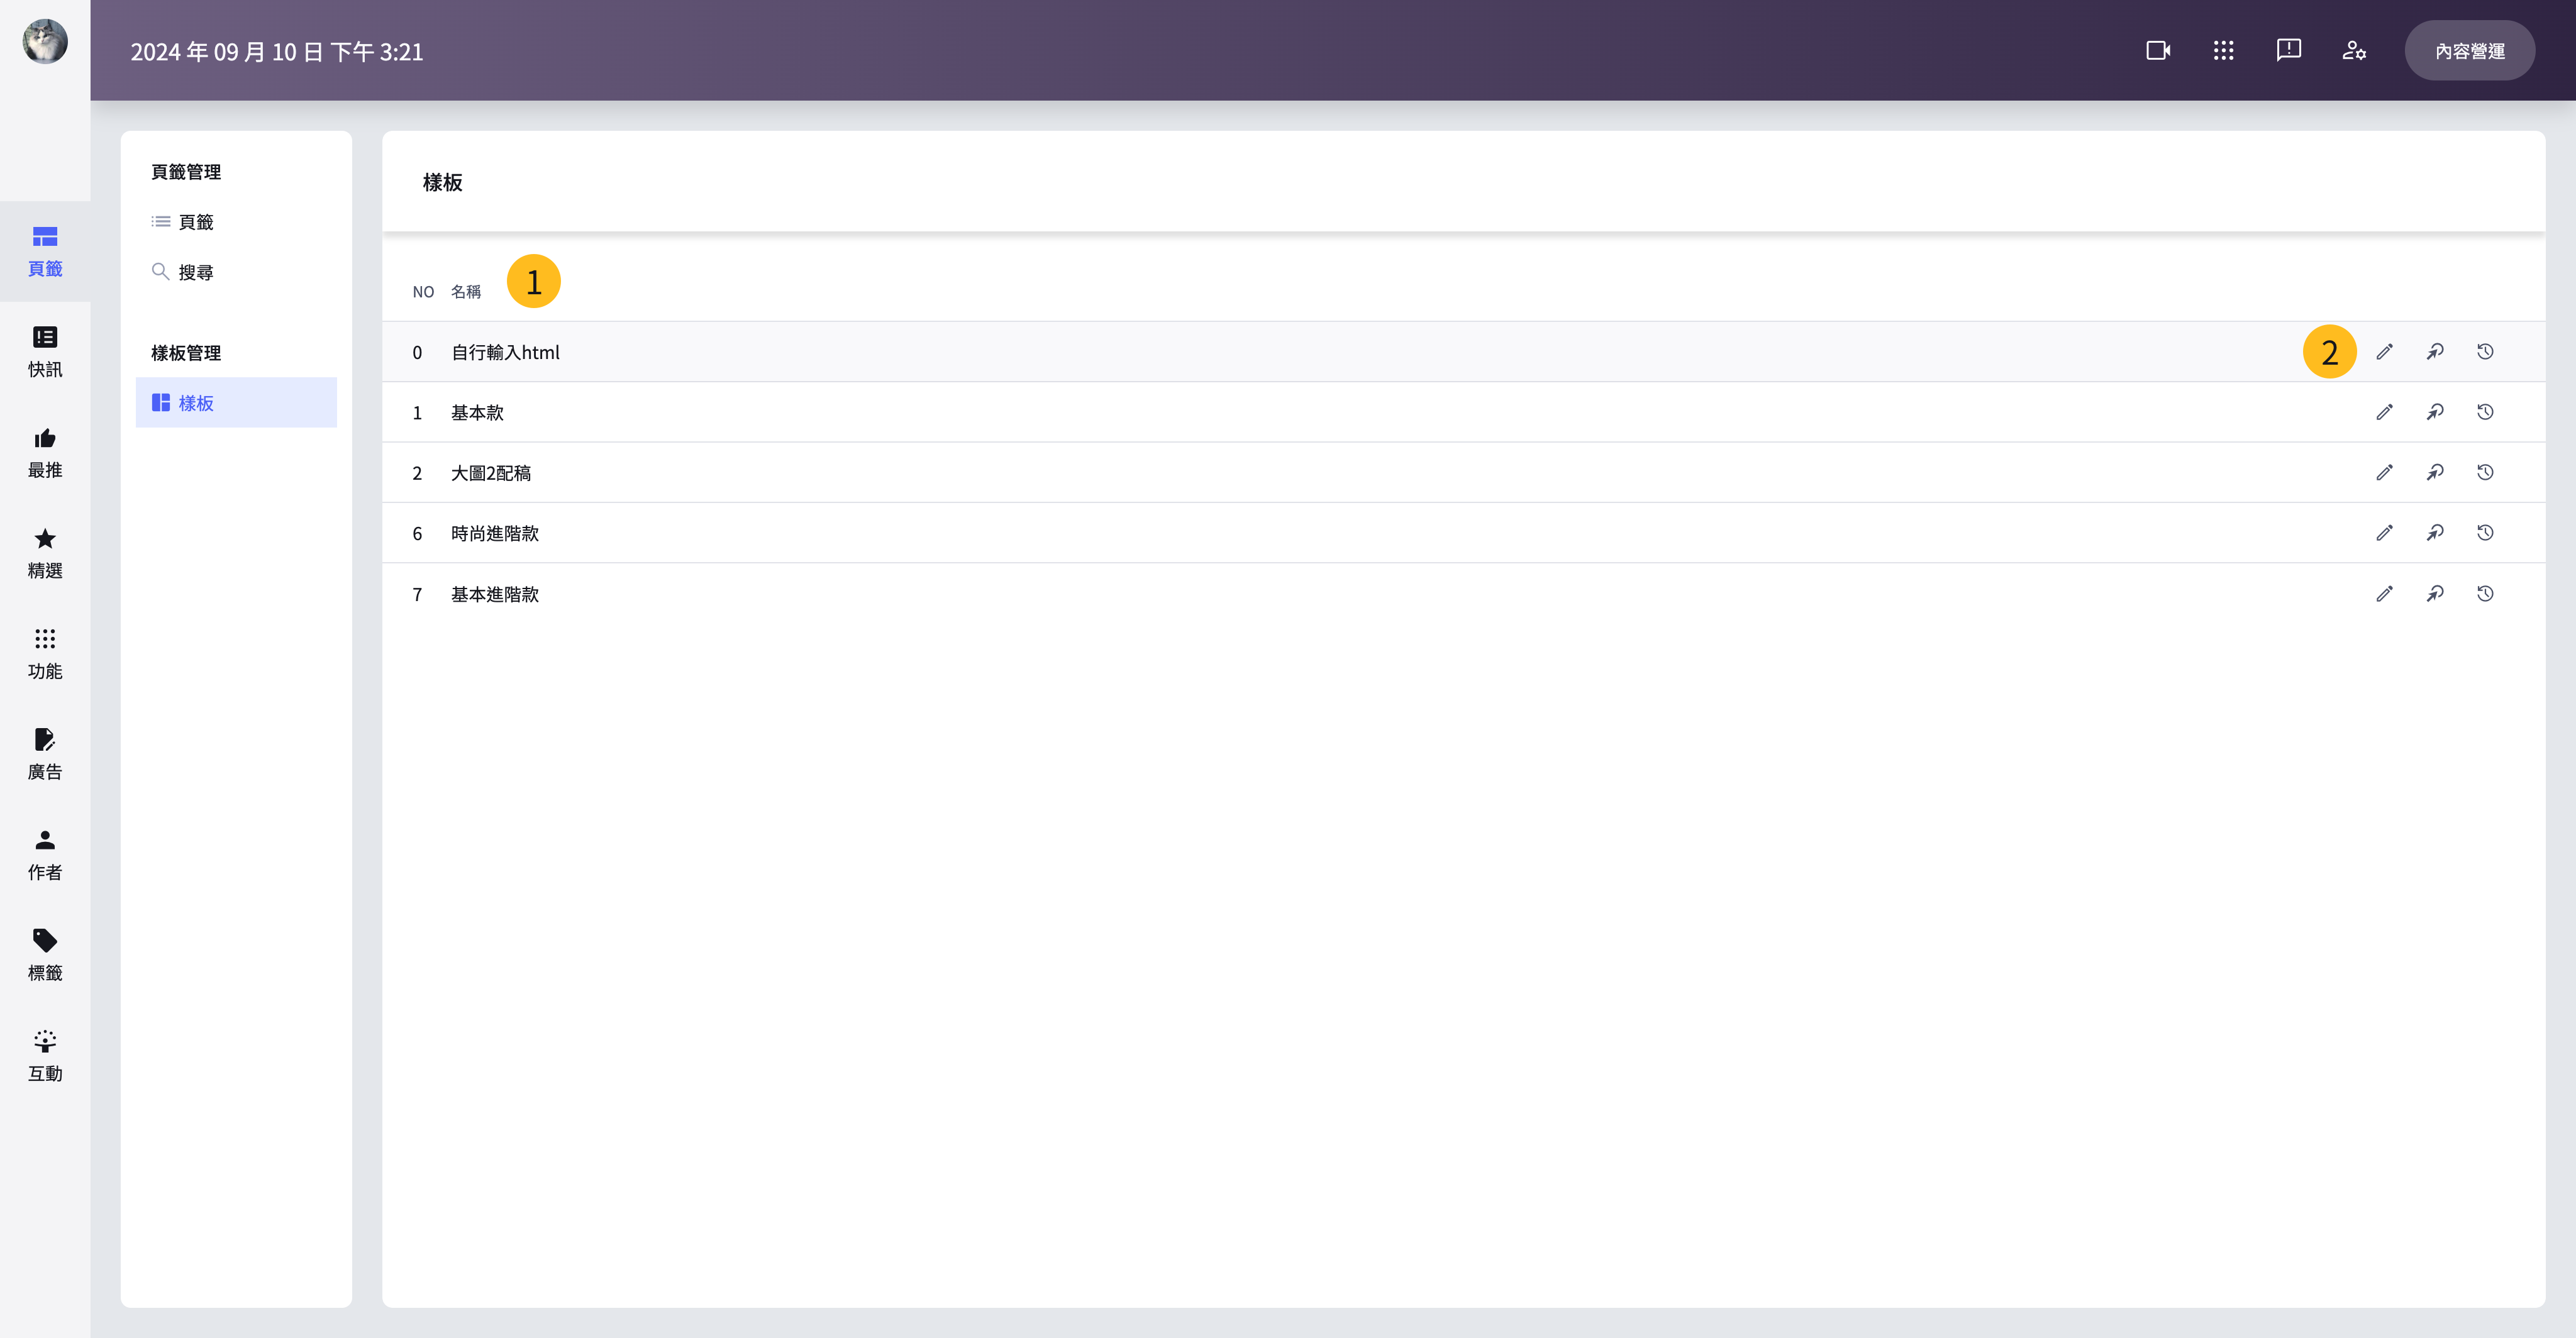 2024 年 09 月 10 日 下午 3:21
內容營運
頁籤
快訊
最推
精選
功能
廣告
作者
標籤
互動
頁籤管理
頁籤
搜尋
樣板管理
樣板
樣板
NO 名稱 1
0 自行輸入html 2
1 基本款
2 大圖2配稿
6 時尚進階款
7 基本進階款